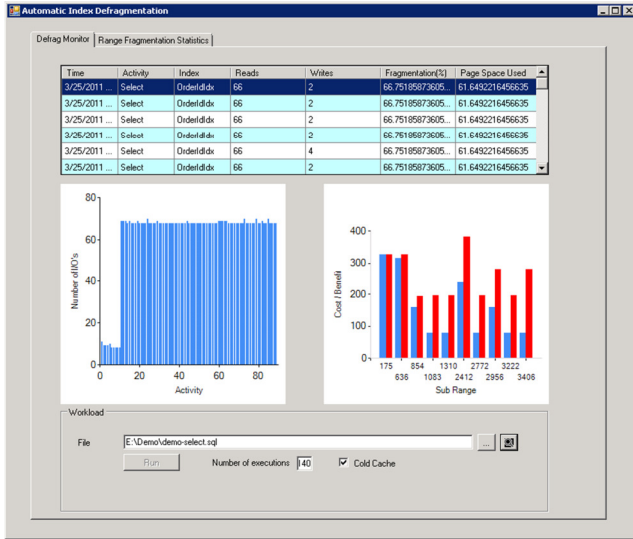 Automatic Index Defragmentation
Defrag Monitor Range Fragmentation Statistics
Time Activity Index Reads Writes Fragmentation(%) Page Space Used
3/25/2011 ... Select OrderIdIdx 66 2 66.75185873605... 61.6492216456635
3/25/2011 ... Select OrderIdIdx 66 2 66.75185873605... 61.6492216456635
3/25/2011 ... Select OrderIdIdx 66 2 66.75185873605... 61.6492216456635
3/25/2011 ... Select OrderIdIdx 66 2 66.75185873605... 61.6492216456635
3/25/2011 ... Select OrderIdIdx 66 4 66.75185873605... 61.6492216456635
3/25/2011 ... Select OrderIdIdx 66 2 66.75185873605... 61.6492216456635
Number of I/O's
80
60
40
20
0
0 20 40 60 80
Activity
Cost / Benefi
400
300
200
100
0
175 854 1310 2772 3222
636 1083 2412 2956 3406
Sub Range
Workload
File E:\Demo\demo-select.sql ...
Run Number of executions 40 Cold Cache